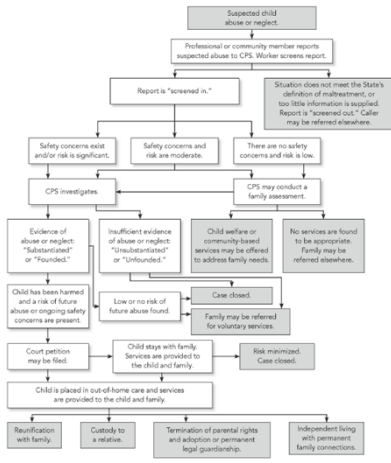 Suspected child
abuse or neglect.
Professional or community member reports
suspected abuse to CPS. Worker screens report.
Report is “screened in.”
Situation does not meet the State's
definition of maltreatment, or
too little information is supplied.
Report is “screened out.” Caller
may be referred elsewhere.
Safety concerns exist
and/or risk is significant.
Safety concerns and
risk are moderate.
There are no safety
concerns and risk is low.
CPS investigates.
CPS may conduct a
family assessment.
Evidence of
abuse or neglect:
“Substantiated”
or “Founded.”
Insufficient evidence
of abuse or neglect:
“Unsubstantiated”
or “Unfounded.”
Child welfare or
community-based
services may be offered
to address family needs.
No services are found
to be appropriate.
Family may be
referred elsewhere.
Child has been harmed
and a risk of future
abuse or ongoing safety
concerns are present.
Low or no risk of
future abuse found.
Case closed.
Family may be referred
for voluntary services.
Court petition
may be filed.
Child stays with family.
Services are provided to
the child and family.
Risk minimized.
Case closed.
Child is placed in out-of-home care and services
are provided to the child and family.
Reunification
with family.
Custody to
a relative.
Termination of parental rights
and adoption or permanent
legal guardianship.
Independent living
with permanent
family connections.